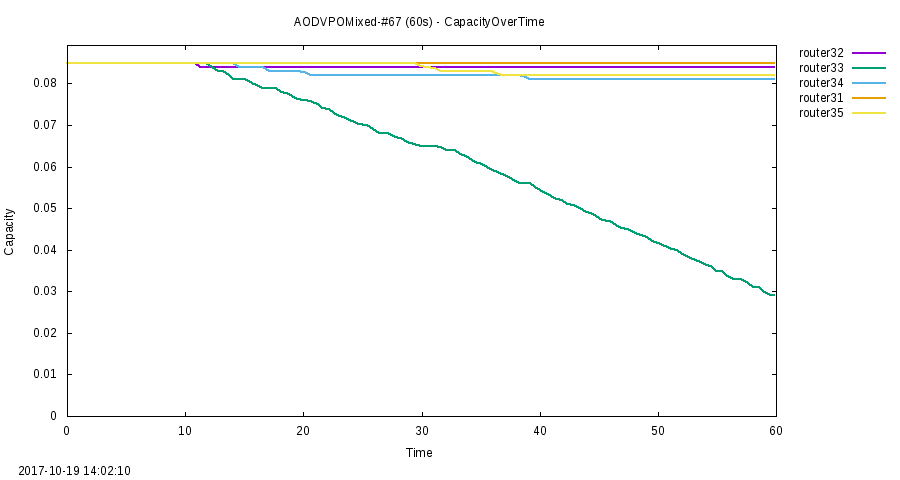 AODVPOMixed-#67 (60s) - CapacityOverTime
router32
router33
router34
router31
router35
0.08
0.07
0.06
0.05
0.04
0.03
0.02
0.01
0
Capacity
0 10 20 30 40 50 60
Time
2017-10-19 14:02:10